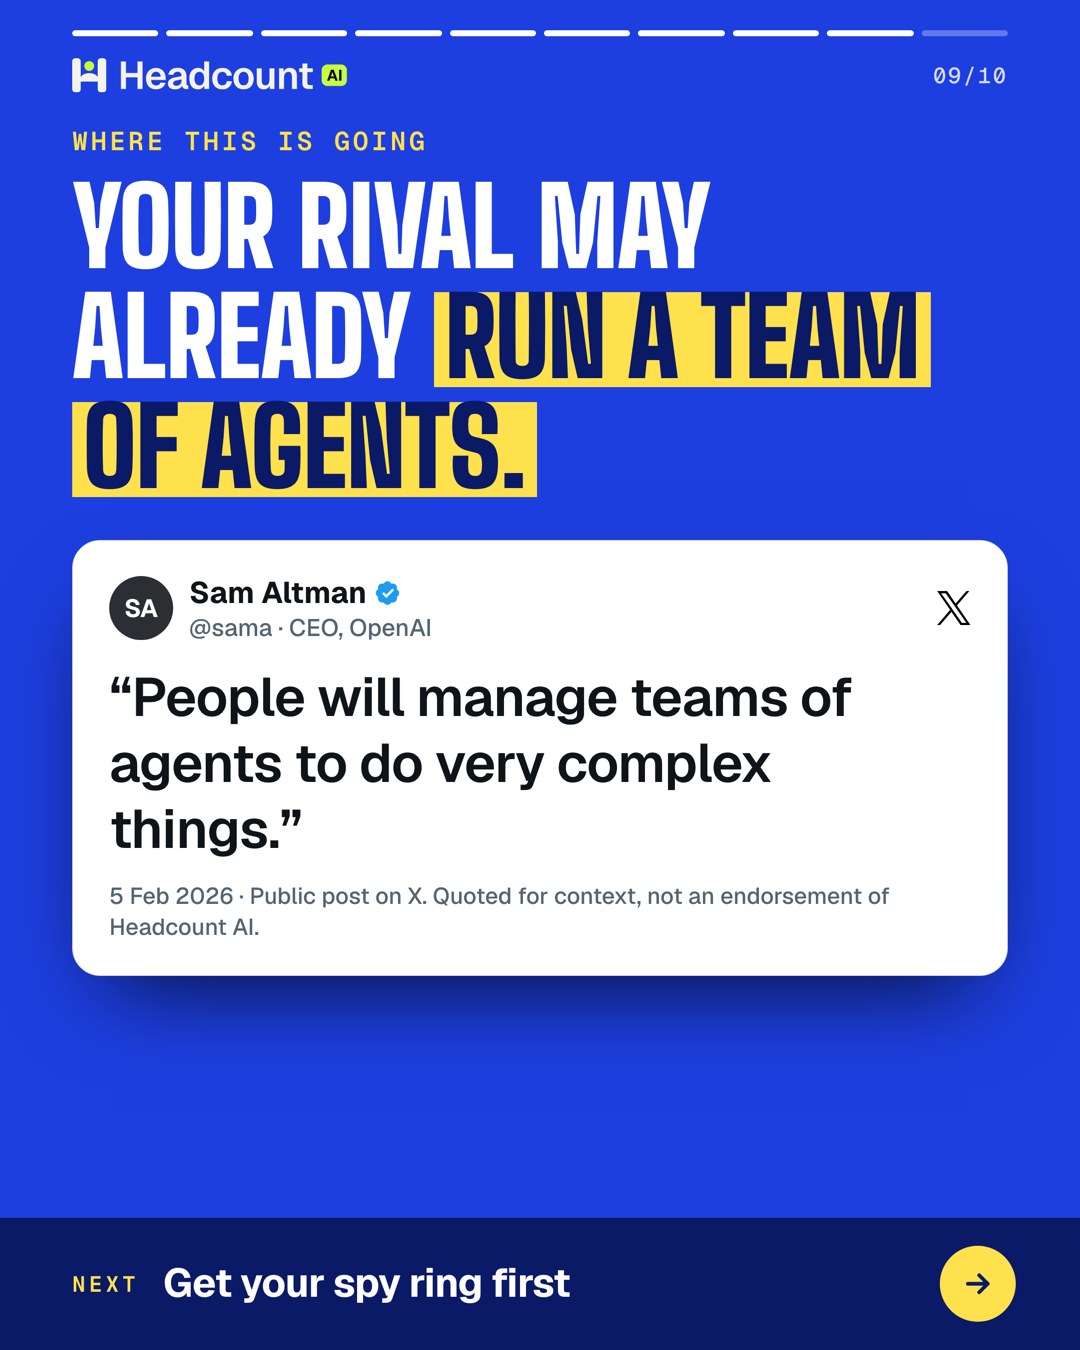 Headcount AI
09/10
WHERE THIS IS GOING
YOUR RIVAL MAY
ALREADY RUN A TEAM
OF AGENTS.
SA
Sam Altman
@sama · CEO, OpenAI
“People will manage teams of
agents to do very complex
things.”
5 Feb 2026 · Public post on X. Quoted for context, not an endorsement of
Headcount AI.
NEXT Get your spy ring first